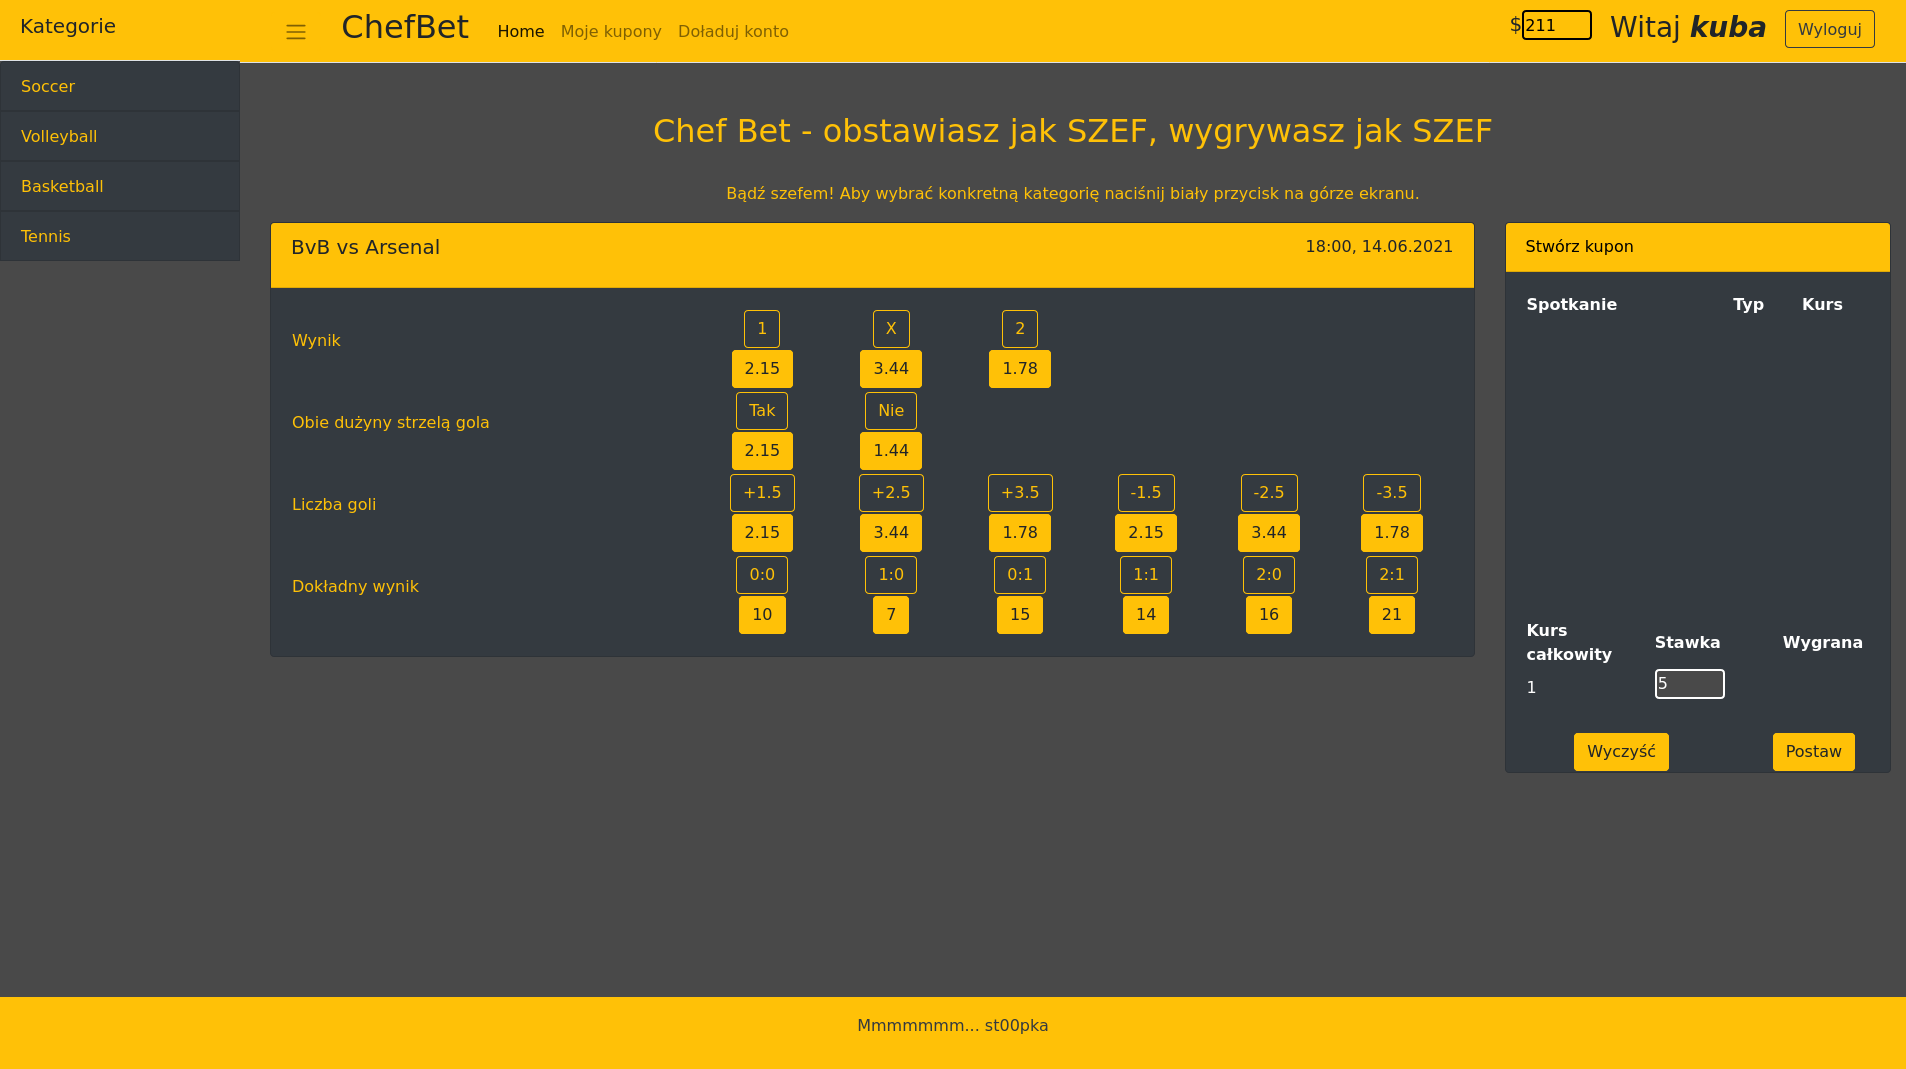 Kategorie
ChefBet Home Moje kupony Doładuj konto
$211 Witaj kuba Wyloguj
Soccer
Volleyball
Basketball
Tennis
Chef Bet - obstawiasz jak SZEF, wygrywasz jak SZEF
Bądź szefem! Aby wybrać konkretną kategorię naciśnij biały przycisk na górze ekranu.
BvB vs Arsenal 18:00, 14.06.2021
Wynik
1 X 2
2.15 3.44 1.78
Obie dużyny strzelą gola
Tak Nie
2.15 1.44
Liczba goli
+1.5 +2.5 +3.5 -1.5 -2.5 -3.5
2.15 3.44 1.78 2.15 3.44 1.78
Dokładny wynik
0:0 1:0 0:1 1:1 2:0 2:1
10 7 15 14 16 21
Stwórz kupon
Spotkanie Typ Kurs
Kurs
całkowity Stawka Wygrana
1 5
Wyczyść Postaw
Mmmmmmm... st00pka